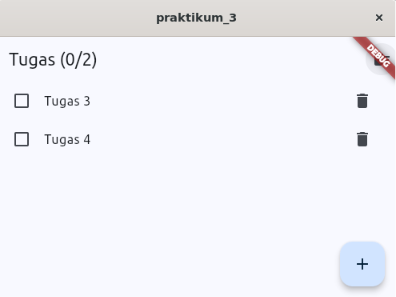 praktikum_3
Tugas (0/2)
DEBUG
Tugas 3
Tugas 4